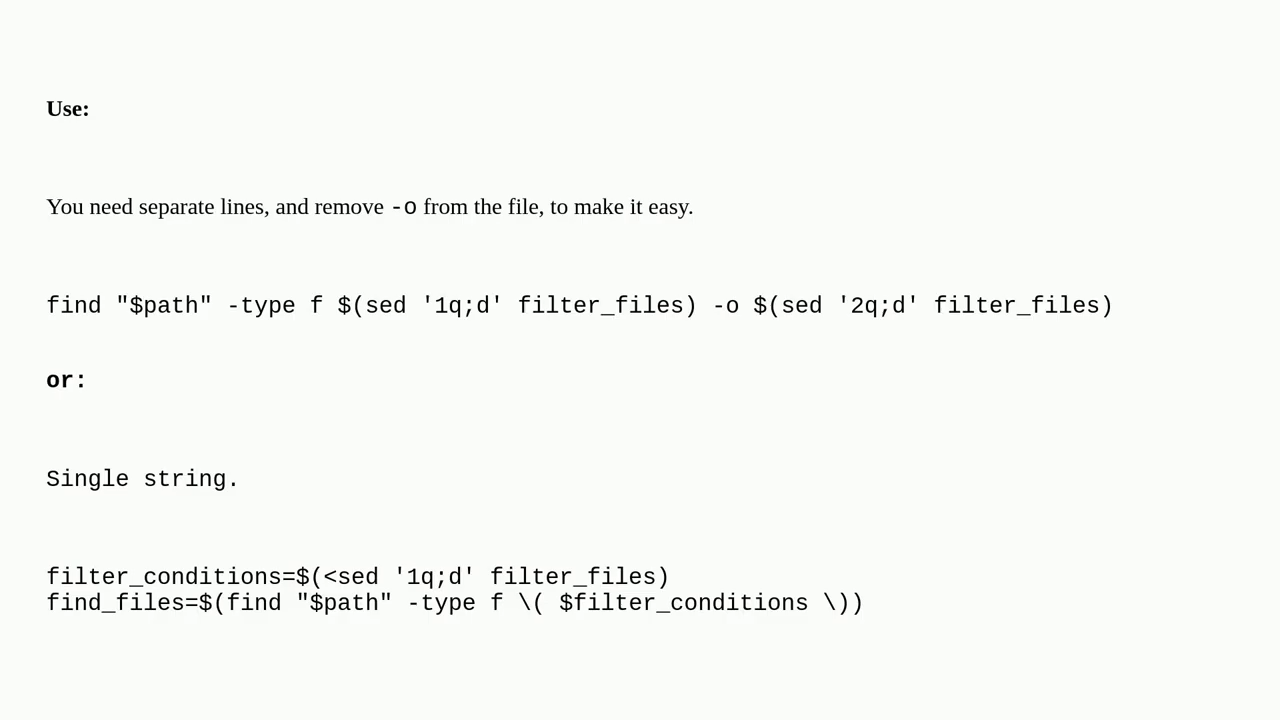 Use:
You need separate lines, and remove -o from the file, to make it easy.
find "$path" -type f $(sed '1q;d' filter_files) -o $(sed '2q;d' filter_files)
or:
Single string.
filter_conditions=$(<sed '1q;d' filter_files)
find_files=$(find "$path" -type f \( $filter_conditions \))